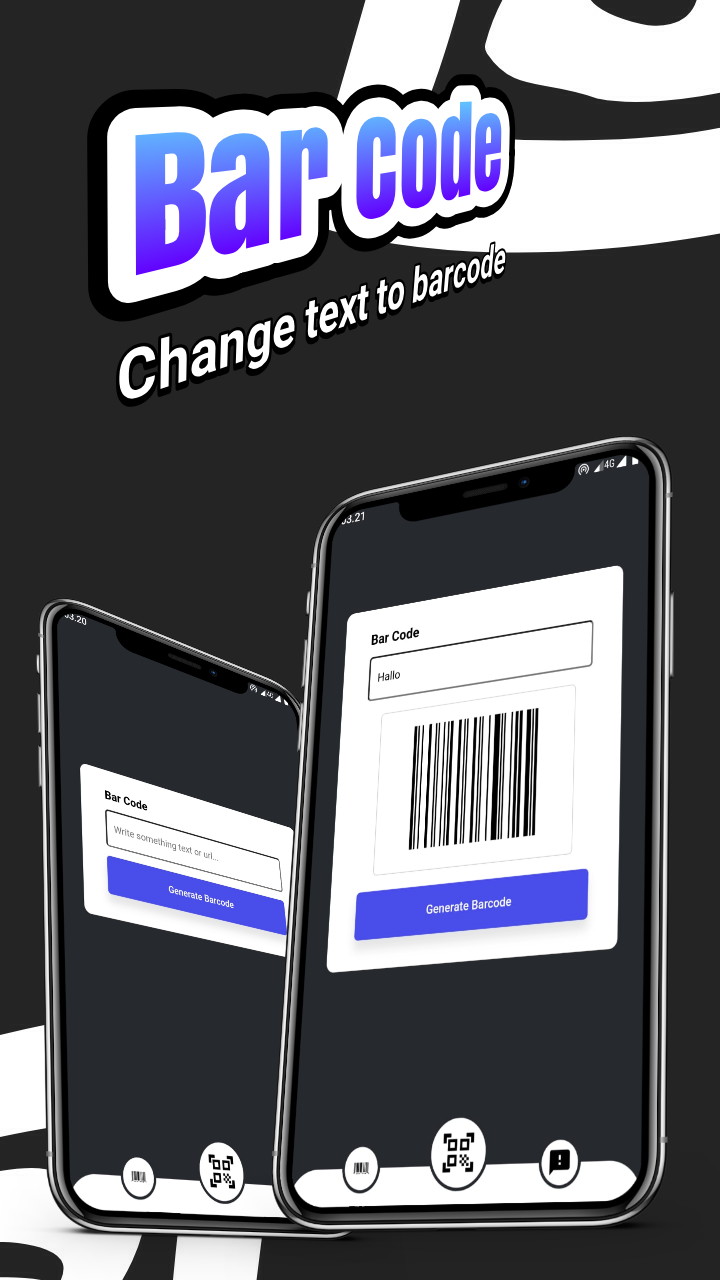 Bar code
Change text to barcode
03.21
4G
Bar Code
Hallo
Generate Barcode
03.20
4G
Bar Code
Write something text or url...
Generate Barcode